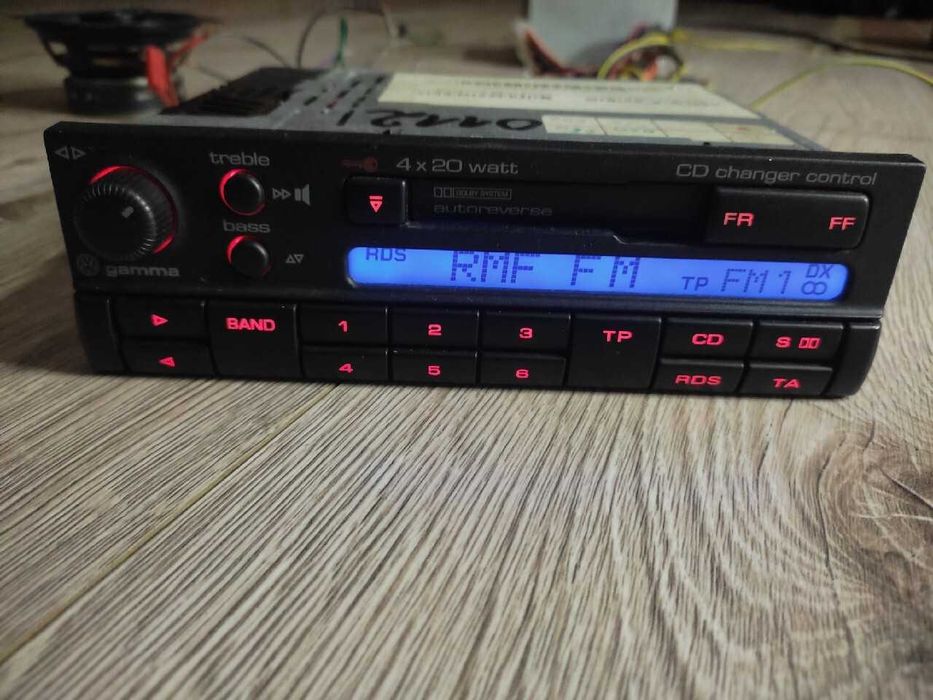 0112
treble
4 x 20 watt
CD changer control
DOLBY SYSTEM
autoreverse
FR
FF
bass
gamma
RDS
RMF FM
TP
FM1
DX
BAND
1
2
3
TP
CD
S
4
5
6
RDS
TA